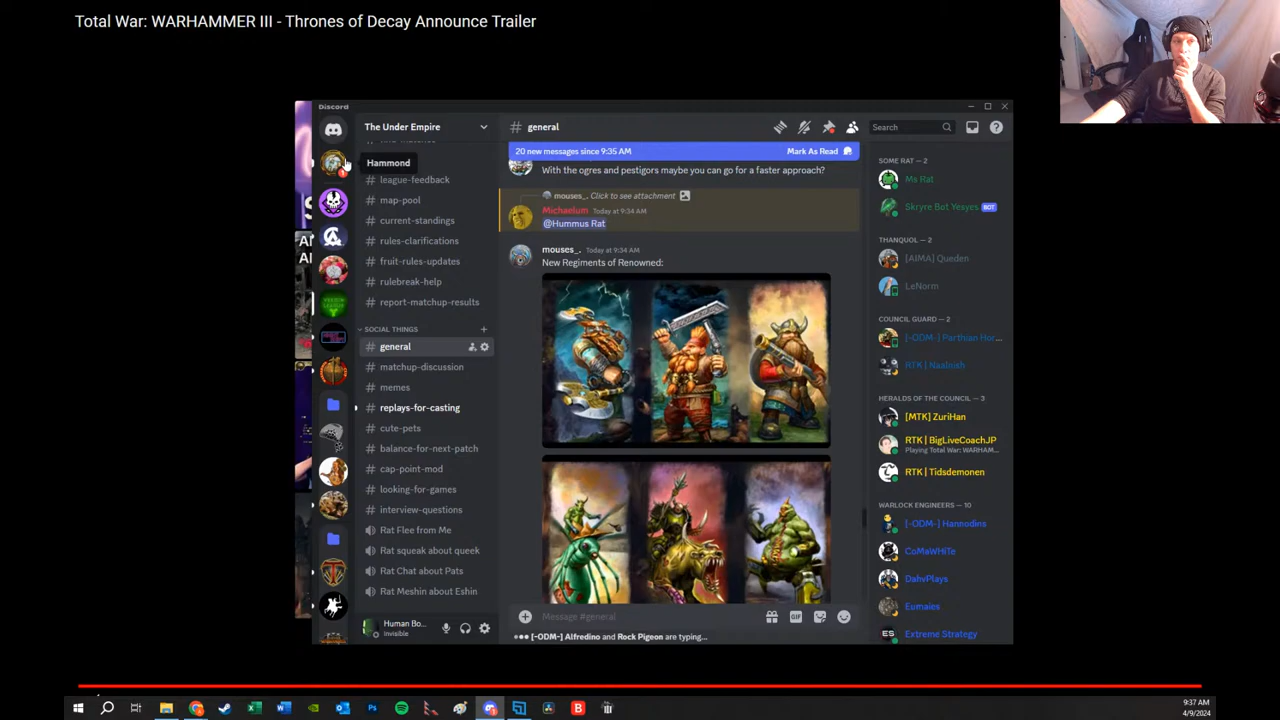 Total War: WARHAMMER III - Thrones of Decay Announce Trailer
Discord
The Under Empire
Hammond
league-feedback
map-pool
current-standings
rules-clarifications
fruit-rules-updates
rulebreak-help
report-matchup-results
SOCIAL THINGS
general
matchup-discussion
memes
replays-for-casting
cute-pets
balance-for-next-patch
cap-point-mod
looking-for-games
interview-questions
Rat Flee from Me
Rat squeak about queek
Rat Chat about Pats
Rat Meshin about Eshin
Human Bo...
Invisible
# general
Search
20 new messages since 9:35 AM
Mark As Read
With the ogres and pestigors maybe you can go for a faster approach?
mouses_. Click to see attachment
Michaelum Today at 9:34 AM
@Hummus Rat
mouses_. Today at 9:34 AM
New Regiments of Renowned:
Message #general
GIF
[-ODM-] Alfredino and Rock Pigeon are typing...
SOME RAT — 2
Ms Rat
Skryre Bot Yesyes BOT
THANQUOL — 2
[AIMA] Queden
LeNorm
COUNCIL GUARD — 2
[-ODM-] Parthian Hor...
RTK | Naalnish
HERALDS OF THE COUNCIL — 3
[MTK] ZuriHan
RTK | BigLiveCoachJP
Playing Total War: WARHAM...
RTK | Tidsdemonen
WARLOCK ENGINEERS — 10
[-ODM-] Hannodins
CoMaWHiTe
DahvPlays
Eumaies
ES
Extreme Strategy
9:37 AM
4/9/2024